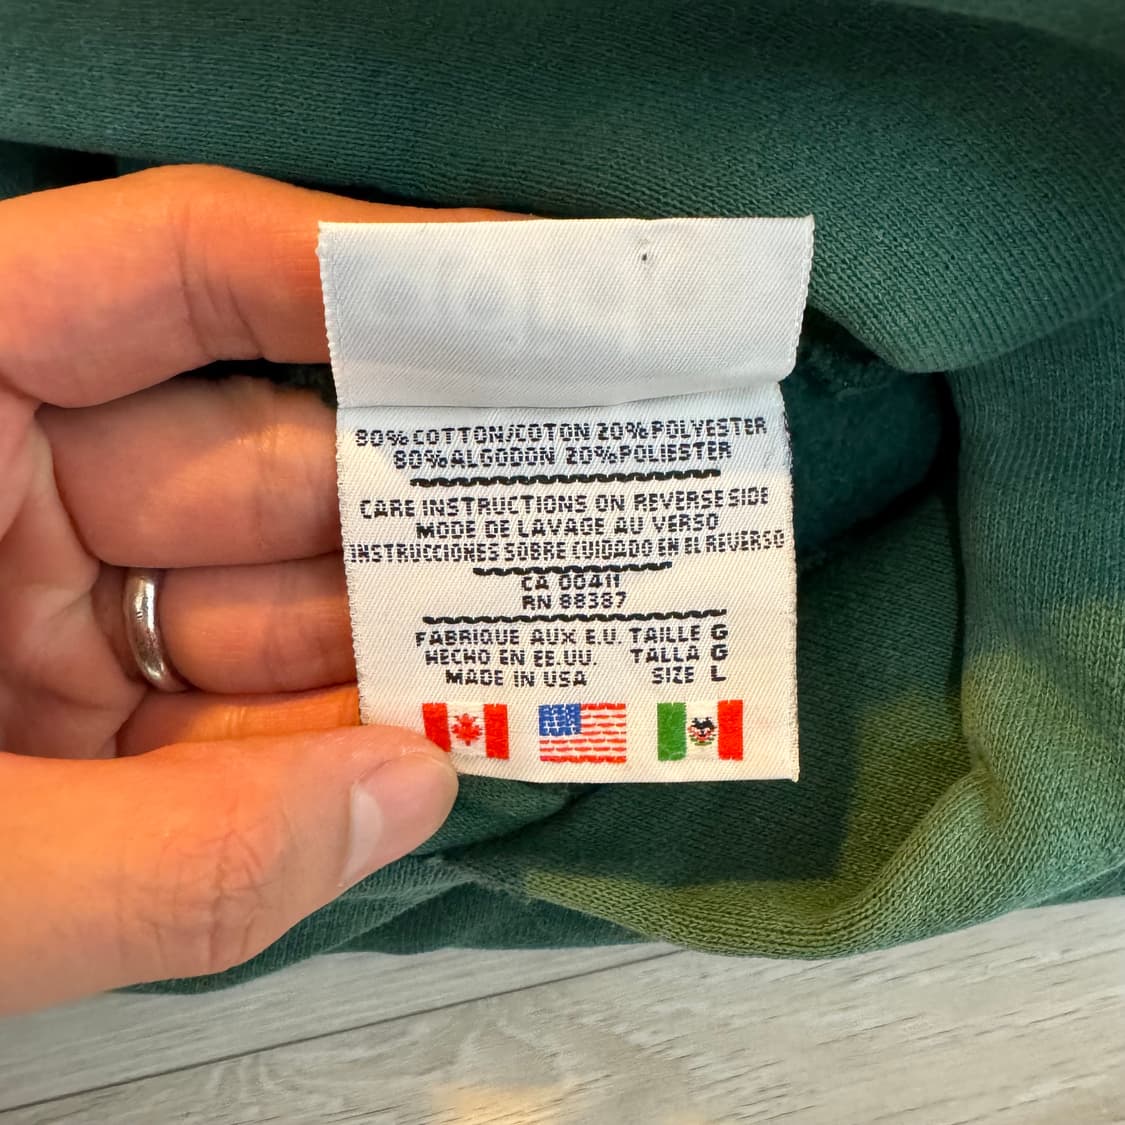 80% COTTON/COTON 20% POLYESTER
80% ALGODON 20% POLIESTER
CARE INSTRUCTIONS ON REVERSE SIDE
MODE DE LAVAGE AU VERSO
INSTRUCCIONES SOBRE CUIDADO EN EL REVERSO
CA 00411
RN 88387
FABRIQUE AUX E.U. TAILLE G
HECHO EN EE.UU. TALLA G
MADE IN USA SIZE L